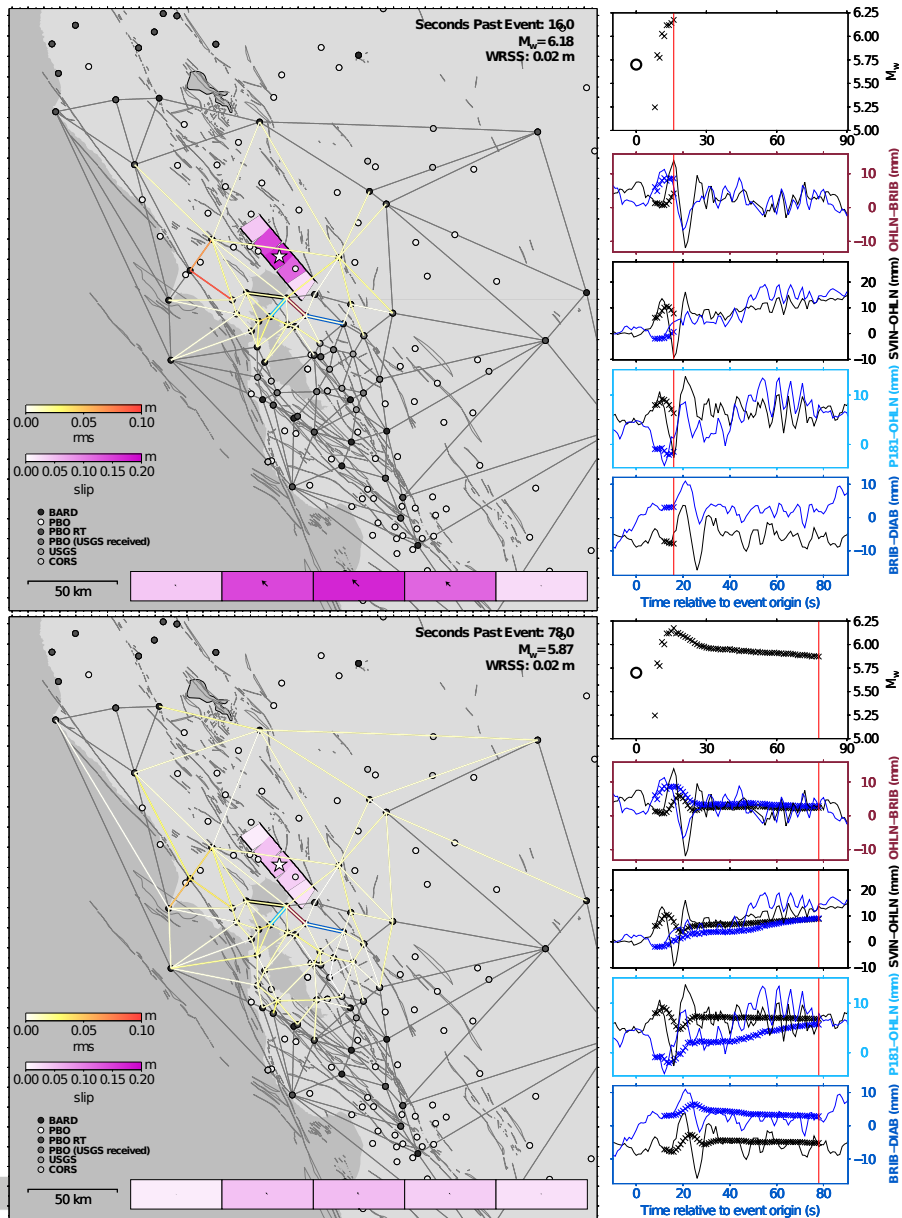 Seconds Past Event: 16.0
Mw=6.18
WRSS: 0.02 m
m
0.00 0.05 0.10
rms
m
0.00 0.05 0.10 0.15 0.20
slip
BARD
PBO
PBO RT
PBO (USGS received)
USGS
CORS
50 km
6.25
6.00
5.75
5.50
5.25
5.00
Mw
0 30 60 90
10
0
−10
OHLN−BRIB (mm)
20
10
0
−10
SVIN−OHLN (mm)
10
0
P181−OHLN (mm)
10
0
−10
BRIB−DIAB (mm)
0 20 40 60 80
Time relative to event origin (s)
Seconds Past Event: 78.0
Mw=5.87
WRSS: 0.02 m
m
0.00 0.05 0.10
rms
m
0.00 0.05 0.10 0.15 0.20
slip
BARD
PBO
PBO RT
PBO (USGS received)
USGS
CORS
50 km
6.25
6.00
5.75
5.50
5.25
5.00
Mw
0 30 60 90
10
0
−10
OHLN−BRIB (mm)
20
10
0
−10
SVIN−OHLN (mm)
10
0
P181−OHLN (mm)
10
0
−10
BRIB−DIAB (mm)
0 20 40 60 80
Time relative to event origin (s)